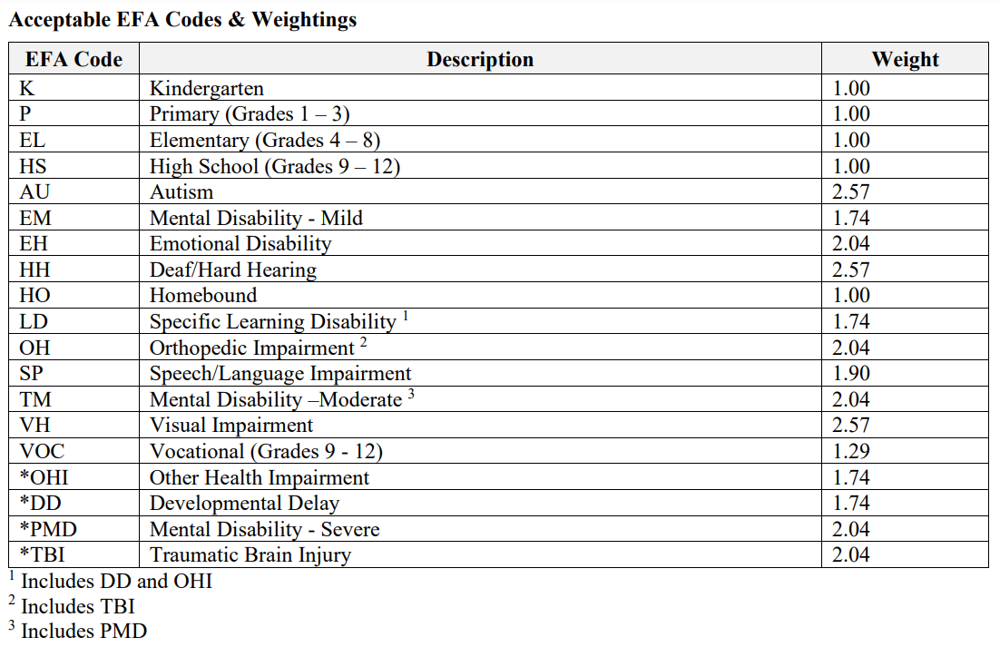 Acceptable EFA Codes & Weightings
EFA Code Description Weight
K Kindergarten 1.00
P Primary (Grades 1 – 3) 1.00
EL Elementary (Grades 4 – 8) 1.00
HS High School (Grades 9 – 12) 1.00
AU Autism 2.57
EM Mental Disability - Mild 1.74
EH Emotional Disability 2.04
HH Deaf/Hard Hearing 2.57
HO Homebound 1.00
LD Specific Learning Disability 1 1.74
OH Orthopedic Impairment 2 2.04
SP Speech/Language Impairment 1.90
TM Mental Disability –Moderate 3 2.04
VH Visual Impairment 2.57
VOC Vocational (Grades 9 - 12) 1.29
*OHI Other Health Impairment 1.74
*DD Developmental Delay 1.74
*PMD Mental Disability - Severe 2.04
*TBI Traumatic Brain Injury 2.04
1 Includes DD and OHI
2 Includes TBI
3 Includes PMD